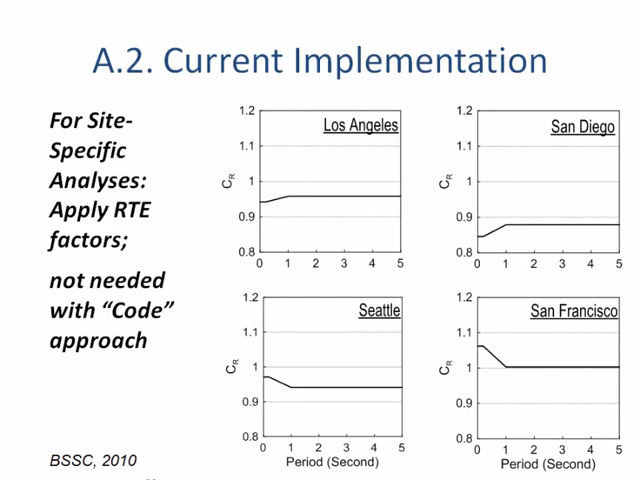 A.2. Current Implementation
For Site-
Specific
Analyses:
Apply RTE
factors;
not needed
with “Code”
approach
BSSC, 2010
Los Angeles
1.2
1.1
1
0.9
0.8
CR
0 1 2 3 4 5
San Diego
1.2
1.1
1
0.9
0.8
CR
0 1 2 3 4 5
Seattle
1.2
1.1
1
0.9
0.8
CR
0 1 2 3 4 5
Period (Second)
San Francisco
1.2
1.1
1
0.9
0.8
CR
0 1 2 3 4 5
Period (Second)